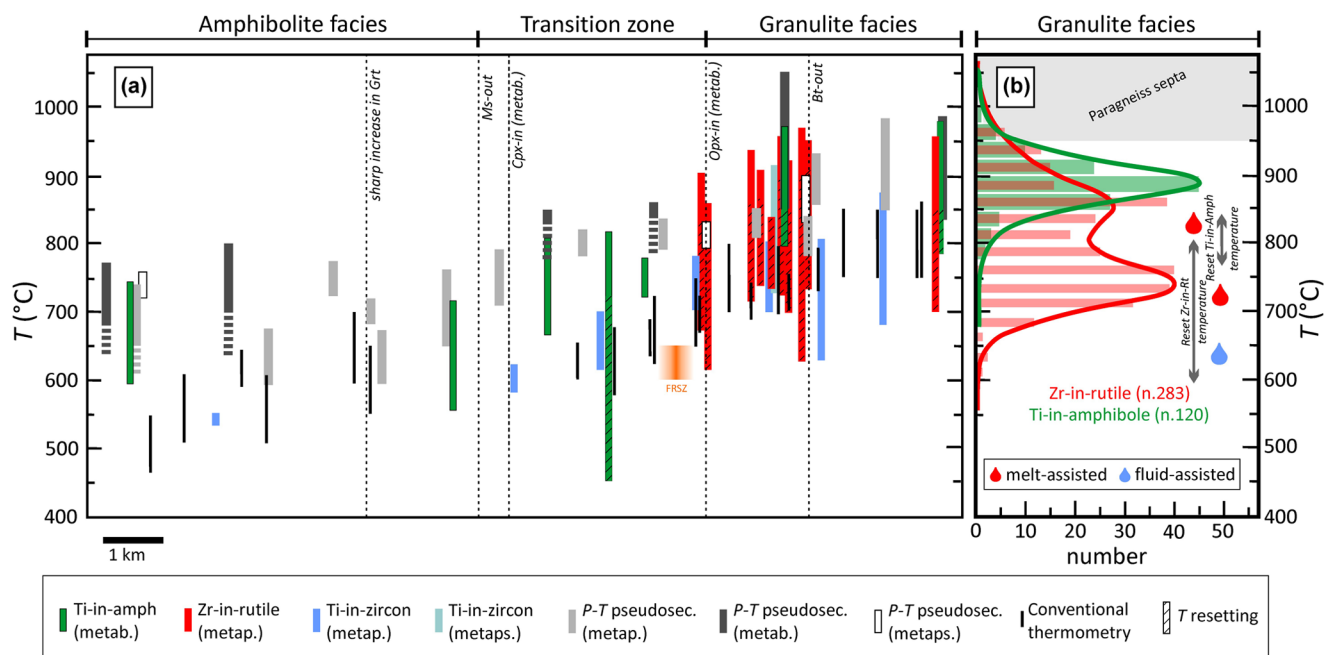 Amphibolite facies
Transition zone
Granulite facies
Granulite facies
(a)
sharp increase in Grt
Ms-out
Cpx-in (metab.)
Opx-in (metab.)
Bt-out
FRSZ
T (°C)
1000
900
800
700
600
500
400
1 km
(b)
Paragneiss septa
Reset Ti-in-Amph
temperature
Reset Zr-in-Rt
temperature
Zr-in-rutile (n.283)
Ti-in-amphibole (n.120)
melt-assisted
fluid-assisted
0
10
20
30
40
50
number
1000
900
800
700
600
500
400
T (°C)
Ti-in-amph
(metab.)
Zr-in-rutile
(metap.)
Ti-in-zircon
(metap.)
Ti-in-zircon
(metaps.)
P-T pseudosec.
(metap.)
P-T pseudosec.
(metab.)
P-T pseudosec.
(metaps.)
Conventional
thermometry
T resetting